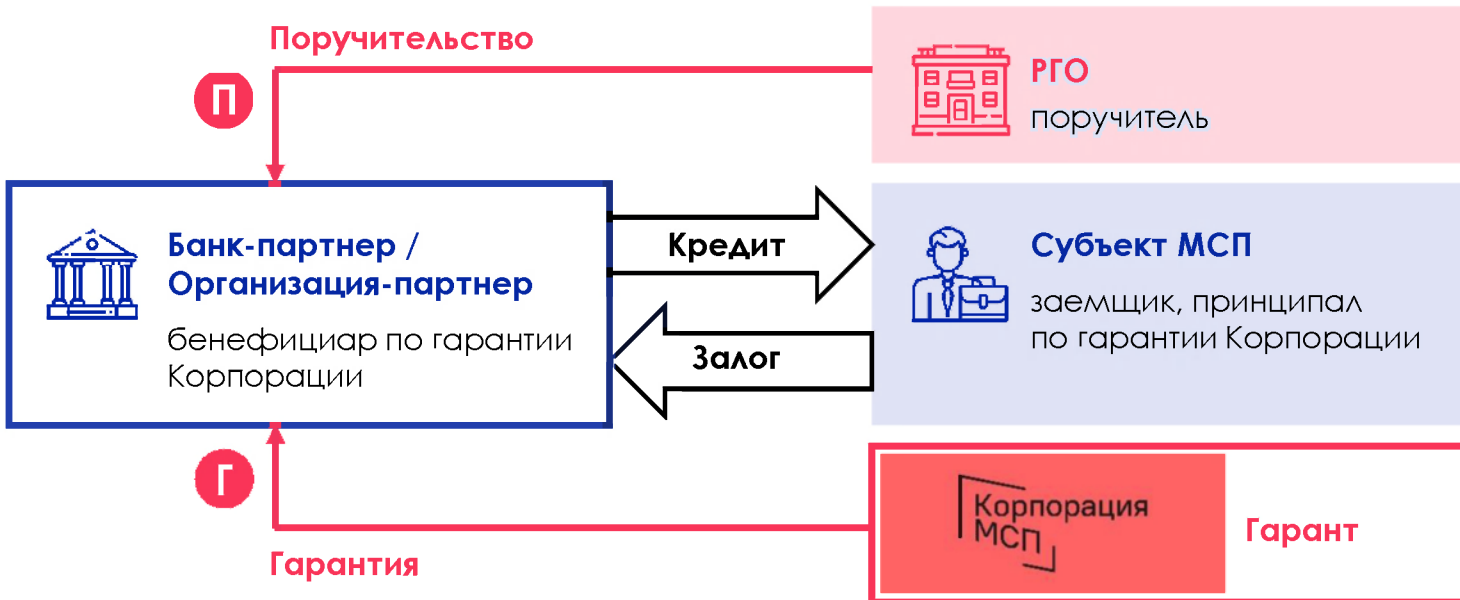 Поручительство
П
РГО
поручитель
Банк-партнер /
Организация-партнер
бенефициар по гарантии
Корпорации
Кредит
Залог
Субъект МСП
заемщик, принципал
по гарантии Корпорации
Г
Гарантия
Корпорация
МСП
Гарант